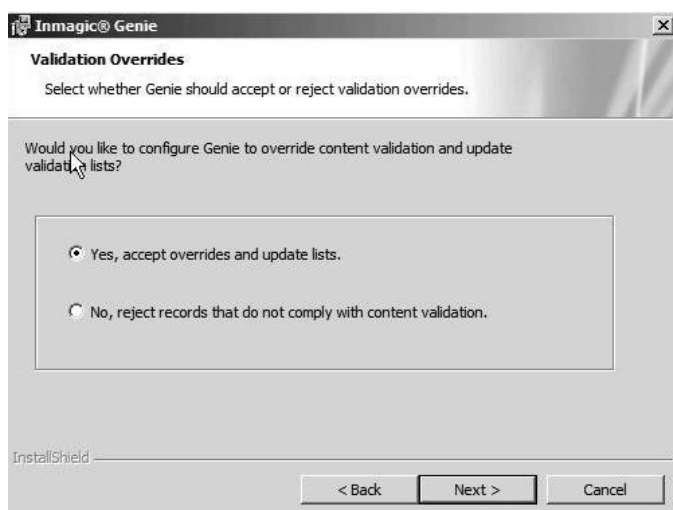 Inmagic® Genie
Validation Overrides
Select whether Genie should accept or reject validation overrides.
Would you like to configure Genie to override content validation and update
validation lists?
Yes, accept overrides and update lists.
No, reject records that do not comply with content validation.
InstallShield
< Back
Next >
Cancel